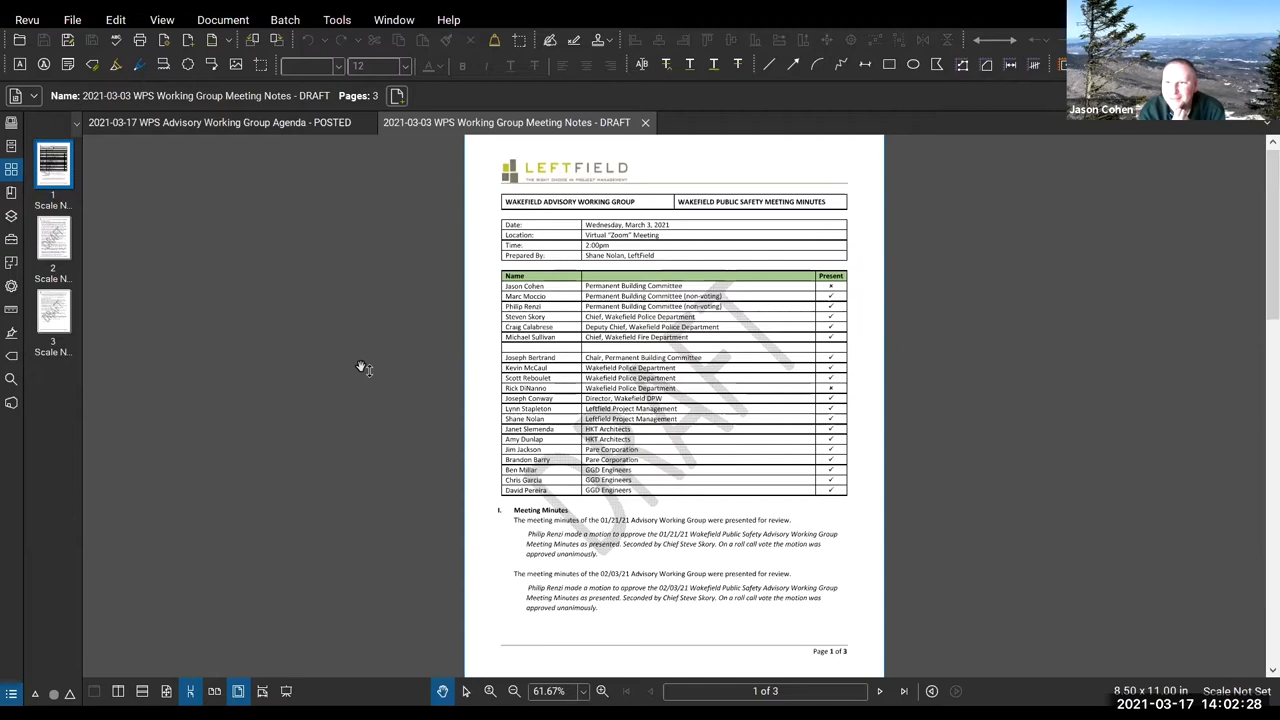 Revu File Edit View Document Batch Tools Window Help
12
Name: 2021-03-03 WPS Working Group Meeting Notes - DRAFT Pages: 3
Jason Cohen
2021-03-17 WPS Advisory Working Group Agenda - POSTED
WPS Working Group Meeting Notes - DRAFT
1
Scale N...
2
Scale N...
Scale N...
LEFTFIELD
THE RIGHT CHOICE IN PROJECT MANAGEMENT
WAKEFIELD ADVISORY WORKING GROUP WAKEFIELD PUBLIC SAFETY MEETING MINUTES
Date: Wednesday, March 3, 2021
Location: Virtual "Zoom" Meeting
Time: 2:00pm
Prepared By: Shane Nolan, LeftField
Name Present
Jason Cohen Permanent Building Committee ×
Marc Moccio Permanent Building Committee (non-voting) ✓
Philip Renzi Permanent Building Committee (non-voting) ✓
Steven Skory Chief, Wakefield Police Department ✓
Craig Calabrese Deputy Chief, Wakefield Police Department ✓
Michael Sullivan Chief, Wakefield Fire Department ✓
Joseph Bertrand Chair, Permanent Building Committee ✓
Kevin McCaul Wakefield Police Department ✓
Scott Reboulet Wakefield Police Department ✓
Rick DiNanno Wakefield Police Department ×
Joseph Conway Director, Wakefield DPW ✓
Lynn Stapleton Leftfield Project Management ✓
Shane Nolan Leftfield Project Management ✓
Janet Slemenda HKT Architects ✓
Amy Dunlap HKT Architects ✓
Jim Jackson Pare Corporation ✓
Brandon Barry Pare Corporation ✓
Ben Millar GGD Engineers ✓
Chris Garcia GGD Engineers ✓
David Pereira GGD Engineers ✓
DRAFT
I. Meeting Minutes
The meeting minutes of the 01/21/21 Advisory Working Group were presented for review.
Philip Renzi made a motion to approve the 01/21/21 Wakefield Public Safety Advisory Working Group
Meeting Minutes as presented. Seconded by Chief Steve Skory. On a roll call vote the motion was
approved unanimously.
The meeting minutes of the 02/03/21 Advisory Working Group were presented for review.
Philip Renzi made a motion to approve the 02/03/21 Wakefield Public Safety Advisory Working Group
Meeting Minutes as presented. Seconded by Chief Steve Skory. On a roll call vote the motion was
approved unanimously.
Page 1 of 3
61.67% 1 of 3 8.50 x 11.00 in Scale Not Set
2021-03-17 14:02:28